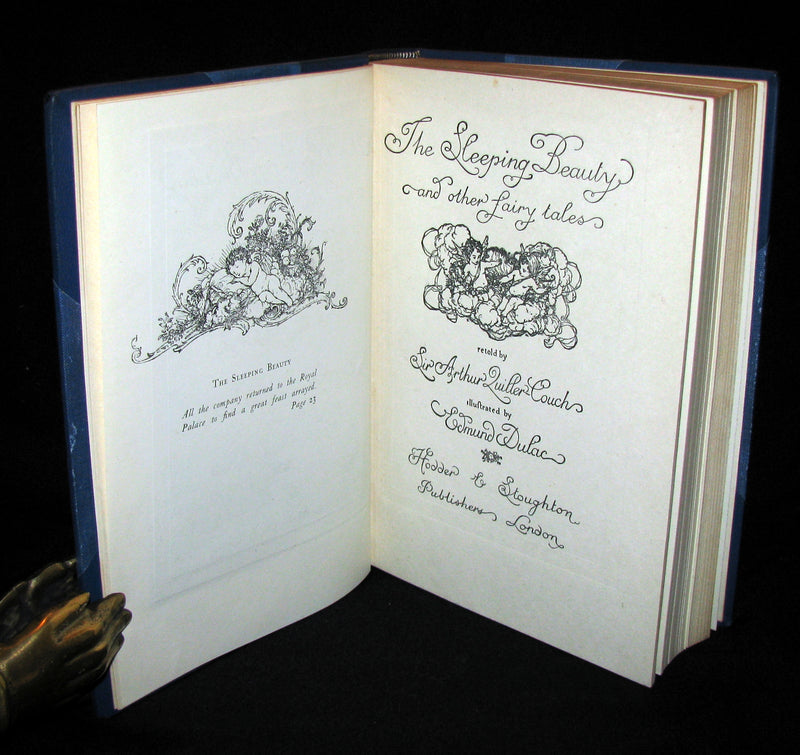 The Sleeping Beauty
All the company returned to the Royal
Palace to find a great feast arrayed.
Page 23
The Sleeping Beauty
and other fairy tales
retold by
Sir Arthur Quiller-Couch
illustrated by
Edmund Dulac
Hodder & Stoughton
Publishers London